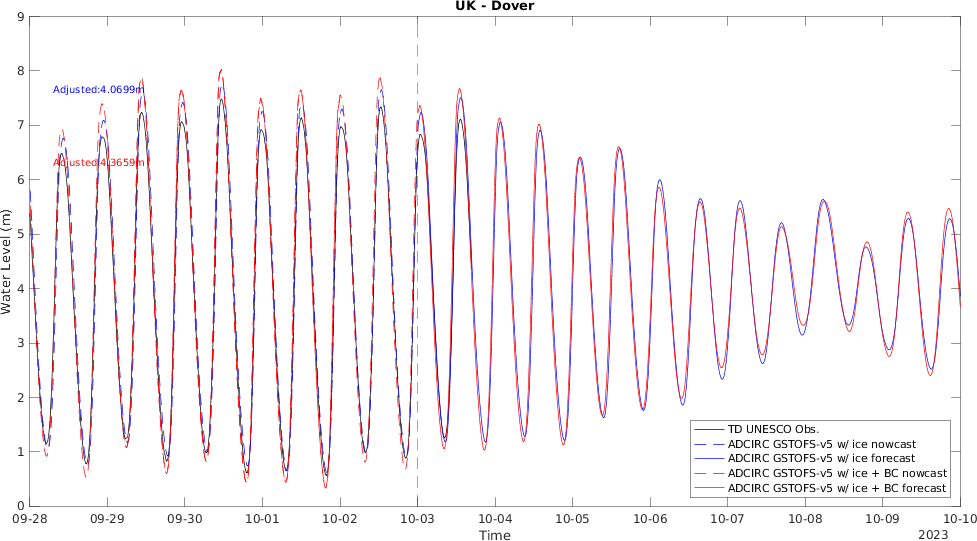 UK - Dover
9
8
7
6
5
4
3
2
1
0
Water Level (m)
Adjusted:4.0699m
Adjusted:4.3659m
TD UNESCO Obs.
ADCIRC GSTOFS-v5 w/ ice nowcast
ADCIRC GSTOFS-v5 w/ ice forecast
ADCIRC GSTOFS-v5 w/ ice + BC nowcast
ADCIRC GSTOFS-v5 w/ ice + BC forecast
09-28 09-29 09-30 10-01 10-02 10-03 10-04 10-05 10-06 10-07 10-08 10-09 10-10
Time
2023